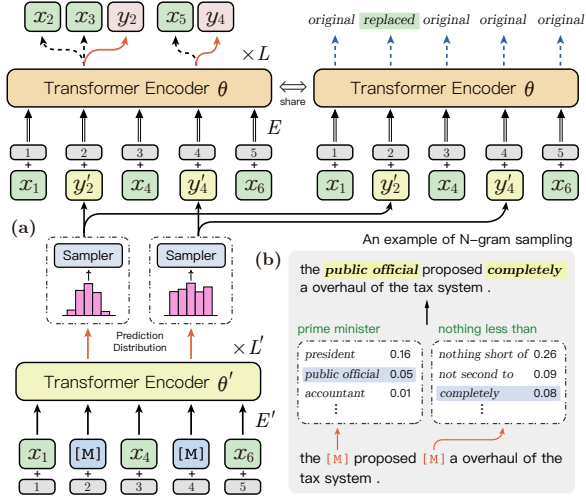 x2 x3 y2 x5 y4
original replaced original original original
×L
Transformer Encoder θ
⟺
share
Transformer Encoder θ
E
1 2 3 4 5
1 2 3 4 5
+ + + + +
+ + + + +
x1 y′2 x4 y′4 x6
x1 y′2 x4 y′4 x6
(a)
Sampler
Sampler
Prediction
Distribution
×L′
Transformer Encoder θ′
E′
x1 [M] x4 [M] x6
+ + + + +
1 2 3 4 5
An example of N-gram sampling
(b)
the public official proposed completely
a overhaul of the tax system .
prime minister
president 0.16
public official 0.05
accountant 0.01
⋮
nothing less than
nothing short of 0.26
not second to 0.09
completely 0.08
⋮
the [M] proposed [M] a overhaul of the
tax system .